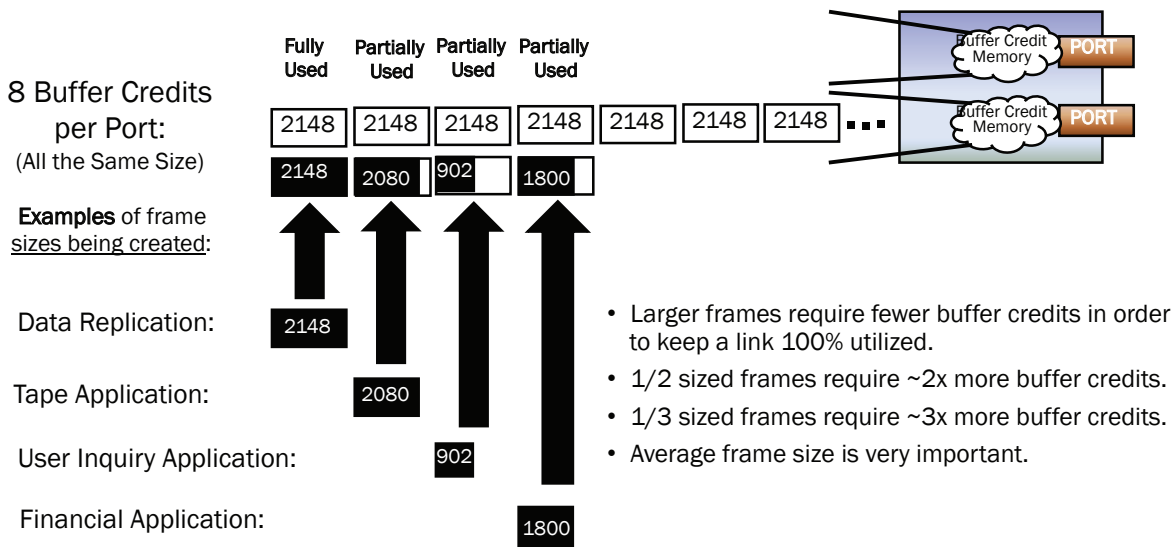 Fully
Used
Partially
Used
Partially
Used
Partially
Used
Buffer Credit
Memory
PORT
Buffer Credit
Memory
PORT
8 Buffer Credits
per Port:
(All the Same Size)
2148 2148 2148 2148 2148 2148 2148 ...
2148 2080 902 1800
Examples of frame
sizes being created:
Data Replication:
2148
Tape Application:
2080
User Inquiry Application:
902
Financial Application:
1800
• Larger frames require fewer buffer credits in order
to keep a link 100% utilized.
• 1/2 sized frames require ~2x more buffer credits.
• 1/3 sized frames require ~3x more buffer credits.
• Average frame size is very important.